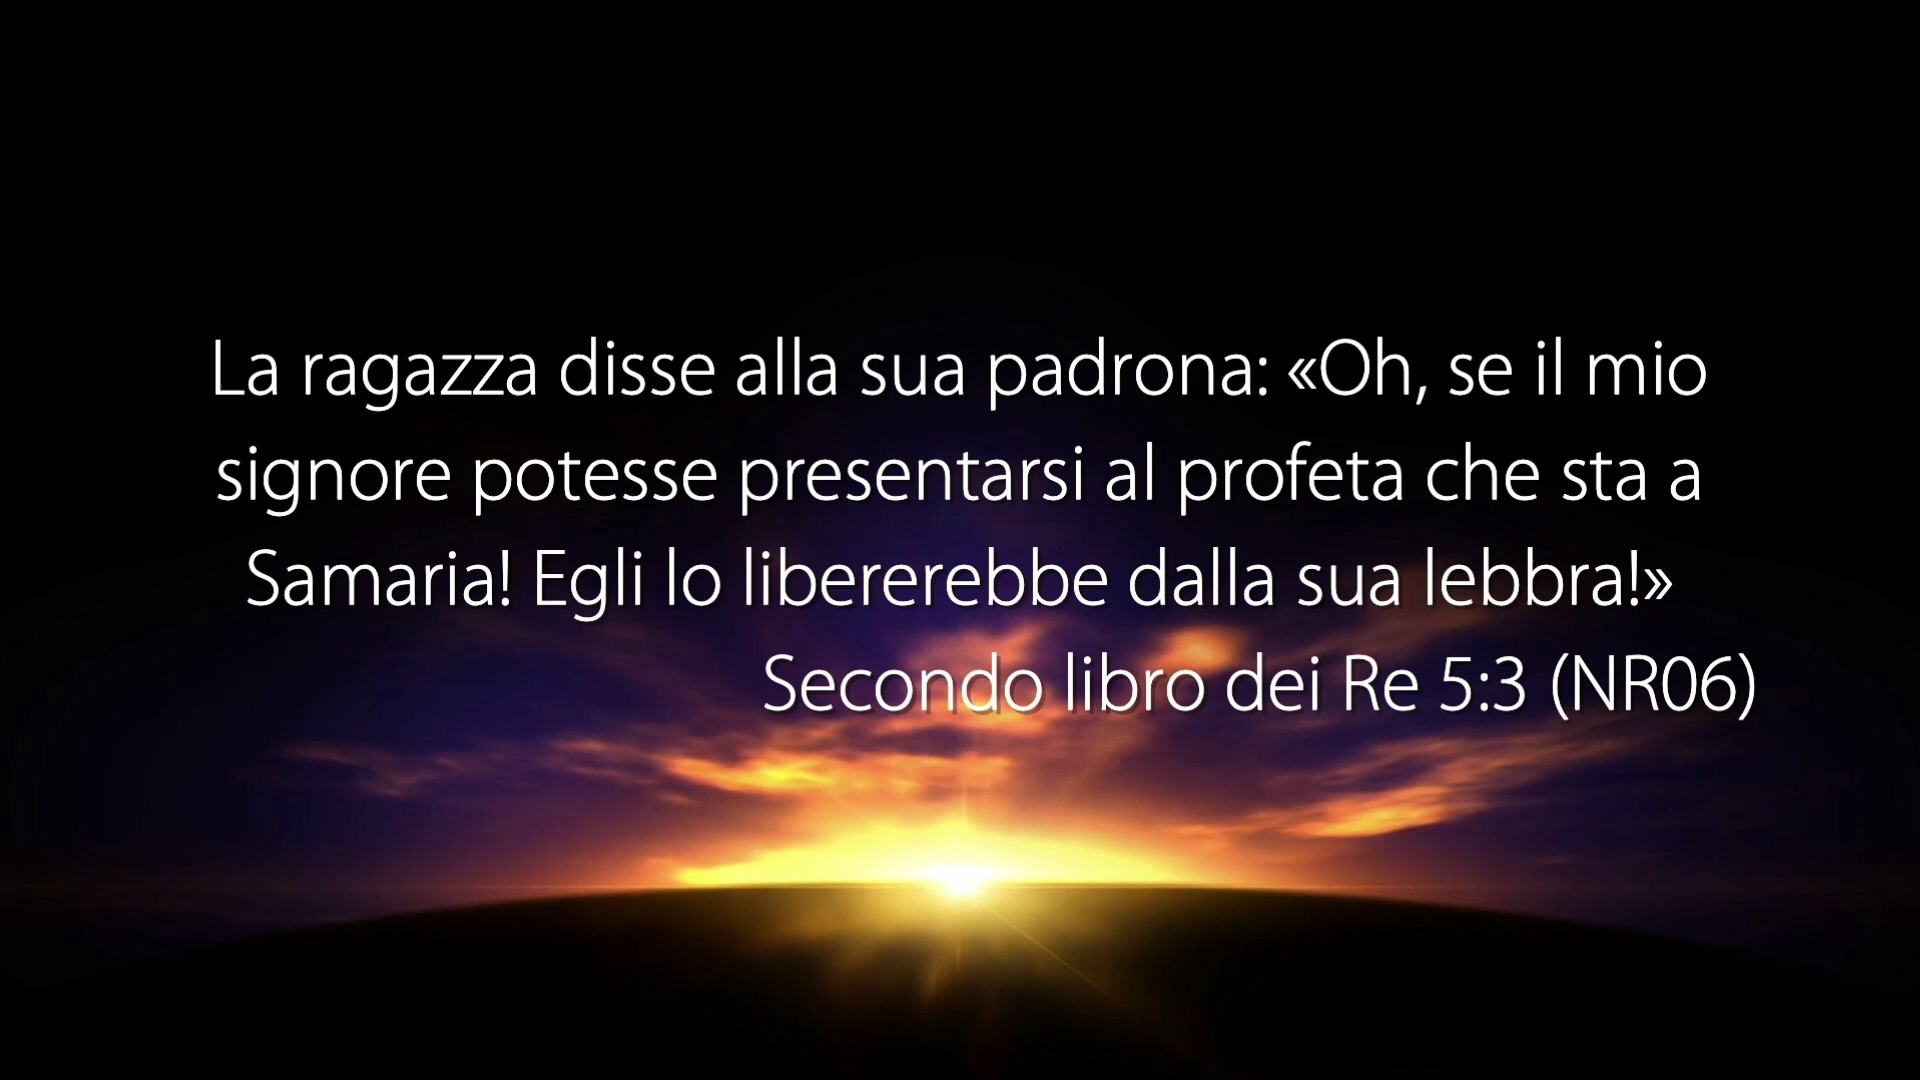 La ragazza disse alla sua padrona: «Oh, se il mio
signore potesse presentarsi al profeta che sta a
Samaria! Egli lo libererebbe dalla sua lebbra!»
Secondo libro dei Re 5:3 (NR06)